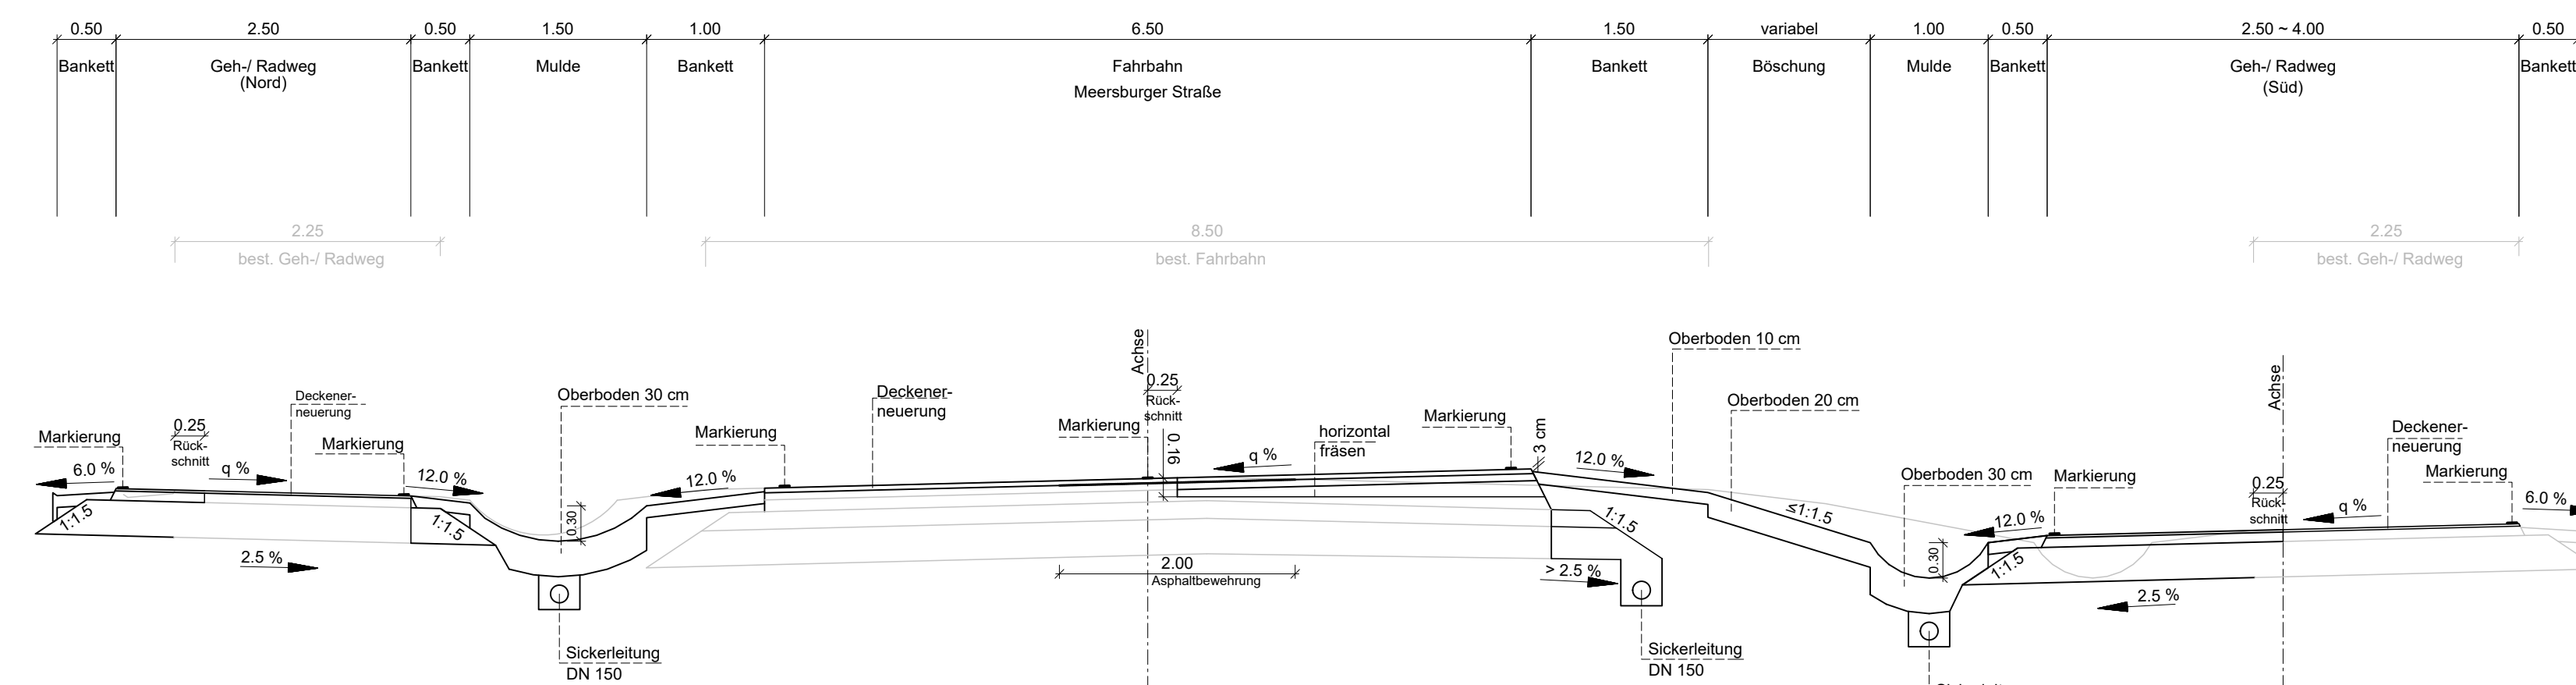 0.50 2.50 0.50 1.50 1.00 6.50 1.50 variabel 1.00 0.50 2.50 ~ 4.00 0.50
Bankett Geh-/ Radweg Bankett Mulde Bankett Fahrbahn Bankett Böschung Mulde Bankett Geh-/ Radweg Bankett
(Nord) Meersburger Straße (Süd)
2.25 8.50 2.25
best. Geh-/ Radweg best. Fahrbahn best. Geh-/ Radweg
Achse
Oberboden 10 cm
Achse
0.25
Rück-
schnitt
Deckener-
neuerung
Oberboden 30 cm
Deckener-
neuerung
Oberboden 20 cm
Markierung
0.25
Rück-
schnitt
Markierung
Markierung
Markierung
0.16
horizontal
fräsen
Markierung
3 cm
Deckener-
neuerung
6.0 %
q %
12.0 %
12.0 %
q %
12.0 %
Oberboden 30 cm
Markierung
0.25
Rück-
schnitt
q %
Markierung
6.0 %
1:1.5
1:1.5
0.30
1:1.5
≤1:1.5
12.0 %
0.30
1:1.5
2.5 %
2.00
Asphaltbewehrung
> 2.5 %
2.5 %
Sickerleitung
DN 150
Sickerleitung
DN 150